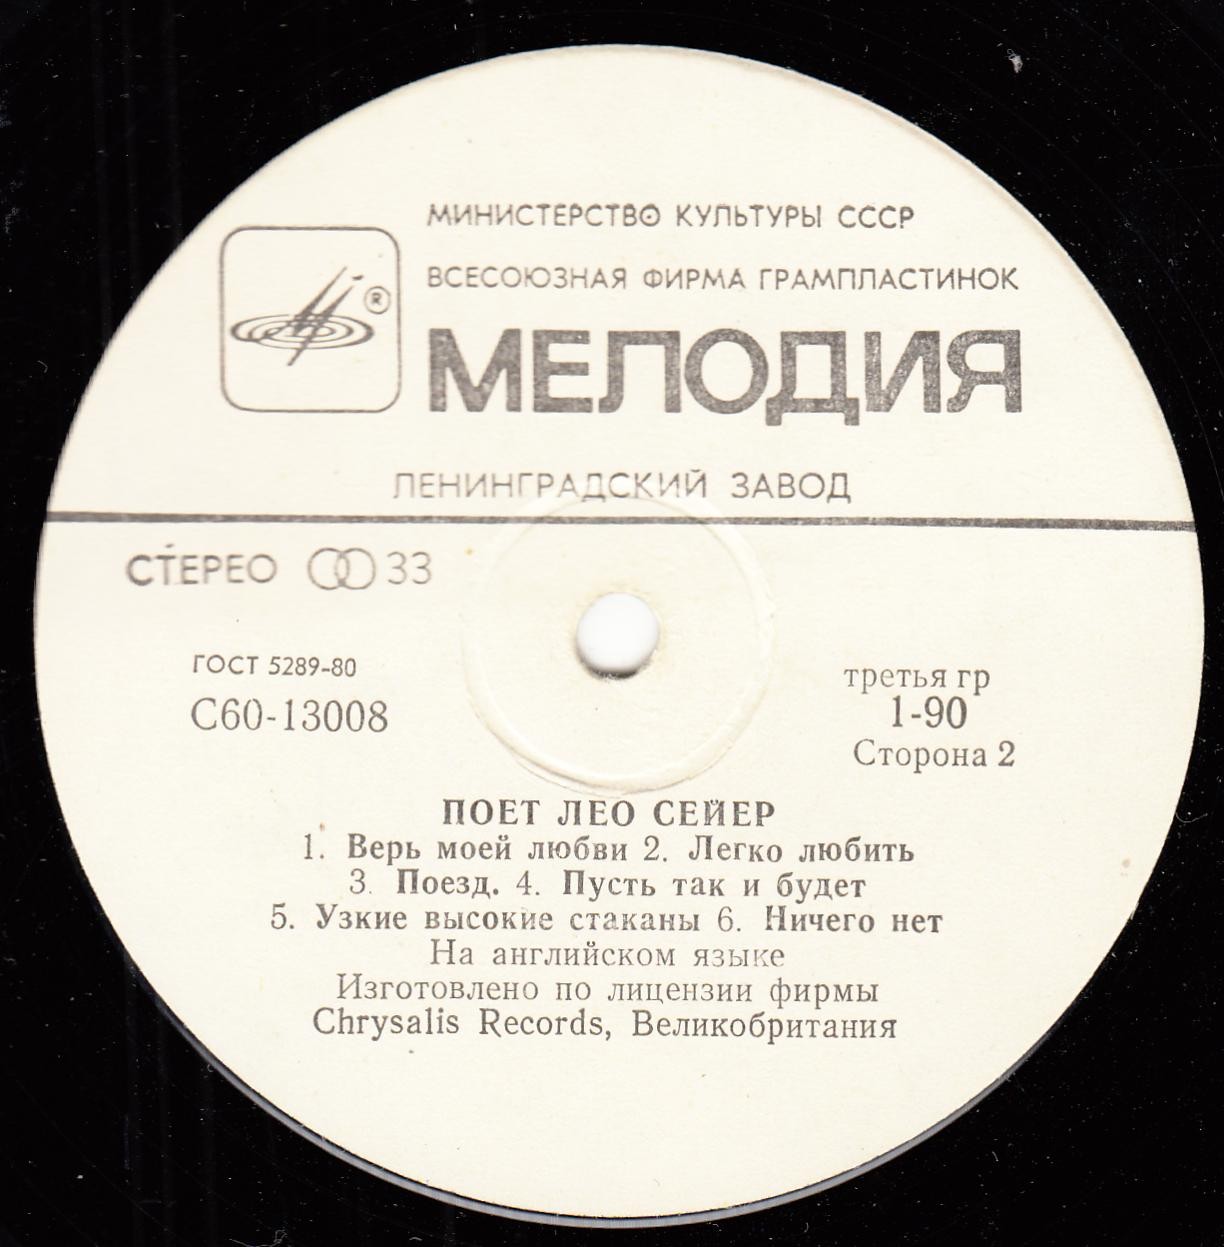 МИНИСТЕРСТВО КУЛЬТУРЫ СССР
ВСЕСОЮЗНАЯ ФИРМА ГРАМПЛАСТИНОК
®
МЕЛОДИЯ
ЛЕНИНГРАДСКИЙ ЗАВОД
СТЕРЕО 33
ГОСТ 5289-80
С60-13008
третья гр
1-90
Сторона 2
ПОЕТ ЛЕО СЕЙЕР
1. Верь моей любви 2. Легко любить
3. Поезд. 4. Пусть так и будет
5. Узкие высокие стаканы 6. Ничего нет
На английском языке
Изготовлено по лицензии фирмы
Chrysalis Records, Великобритания